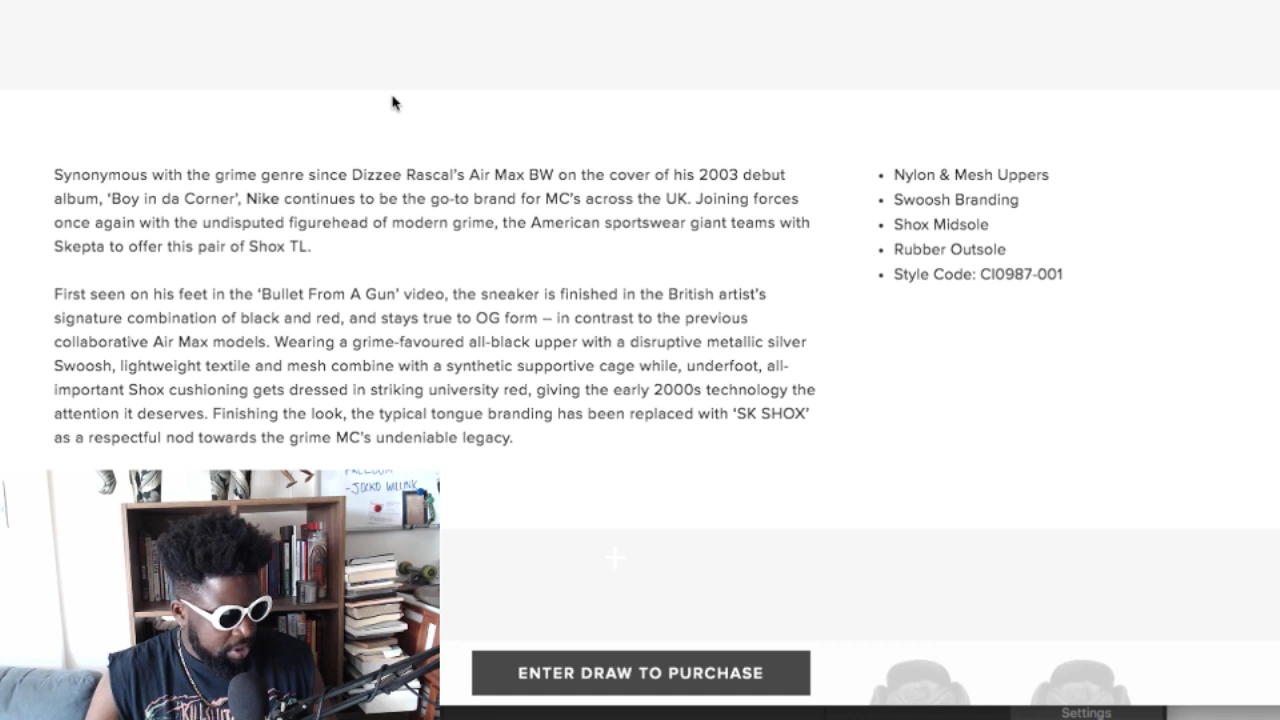 Synonymous with the grime genre since Dizzee Rascal's Air Max BW on the cover of his 2003 debut
album, 'Boy in da Corner', Nike continues to be the go-to brand for MC's across the UK. Joining forces
once again with the undisputed figurehead of modern grime, the American sportswear giant teams with
Skepta to offer this pair of Shox TL.
First seen on his feet in the 'Bullet From A Gun' video, the sneaker is finished in the British artist's
signature combination of black and red, and stays true to OG form – in contrast to the previous
collaborative Air Max models. Wearing a grime-favoured all-black upper with a disruptive metallic silver
Swoosh, lightweight textile and mesh combine with a synthetic supportive cage while, underfoot, all-
important Shox cushioning gets dressed in striking university red, giving the early 2000s technology the
attention it deserves. Finishing the look, the typical tongue branding has been replaced with 'SK SHOX'
as a respectful nod towards the grime MC's undeniable legacy.
• Nylon & Mesh Uppers
• Swoosh Branding
• Shox Midsole
• Rubber Outsole
• Style Code: CI0987-001
FREEDOM
-JOCKO WILLINK
ENTER DRAW TO PURCHASE
Settings